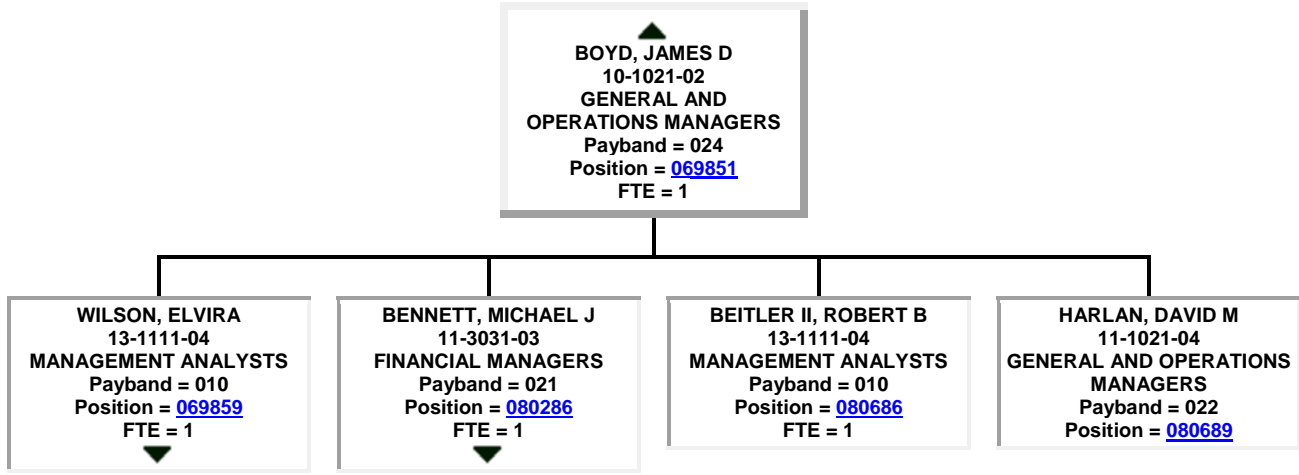 BOYD, JAMES D
10-1021-02
GENERAL AND
OPERATIONS MANAGERS
Payband = 024
Position = 069851
FTE = 1
WILSON, ELVIRA
13-1111-04
MANAGEMENT ANALYSTS
Payband = 010
Position = 069859
FTE = 1
BENNETT, MICHAEL J
11-3031-03
FINANCIAL MANAGERS
Payband = 021
Position = 080286
FTE = 1
BEITLER II, ROBERT B
13-1111-04
MANAGEMENT ANALYSTS
Payband = 010
Position = 080686
FTE = 1
HARLAN, DAVID M
11-1021-04
GENERAL AND OPERATIONS
MANAGERS
Payband = 022
Position = 080689